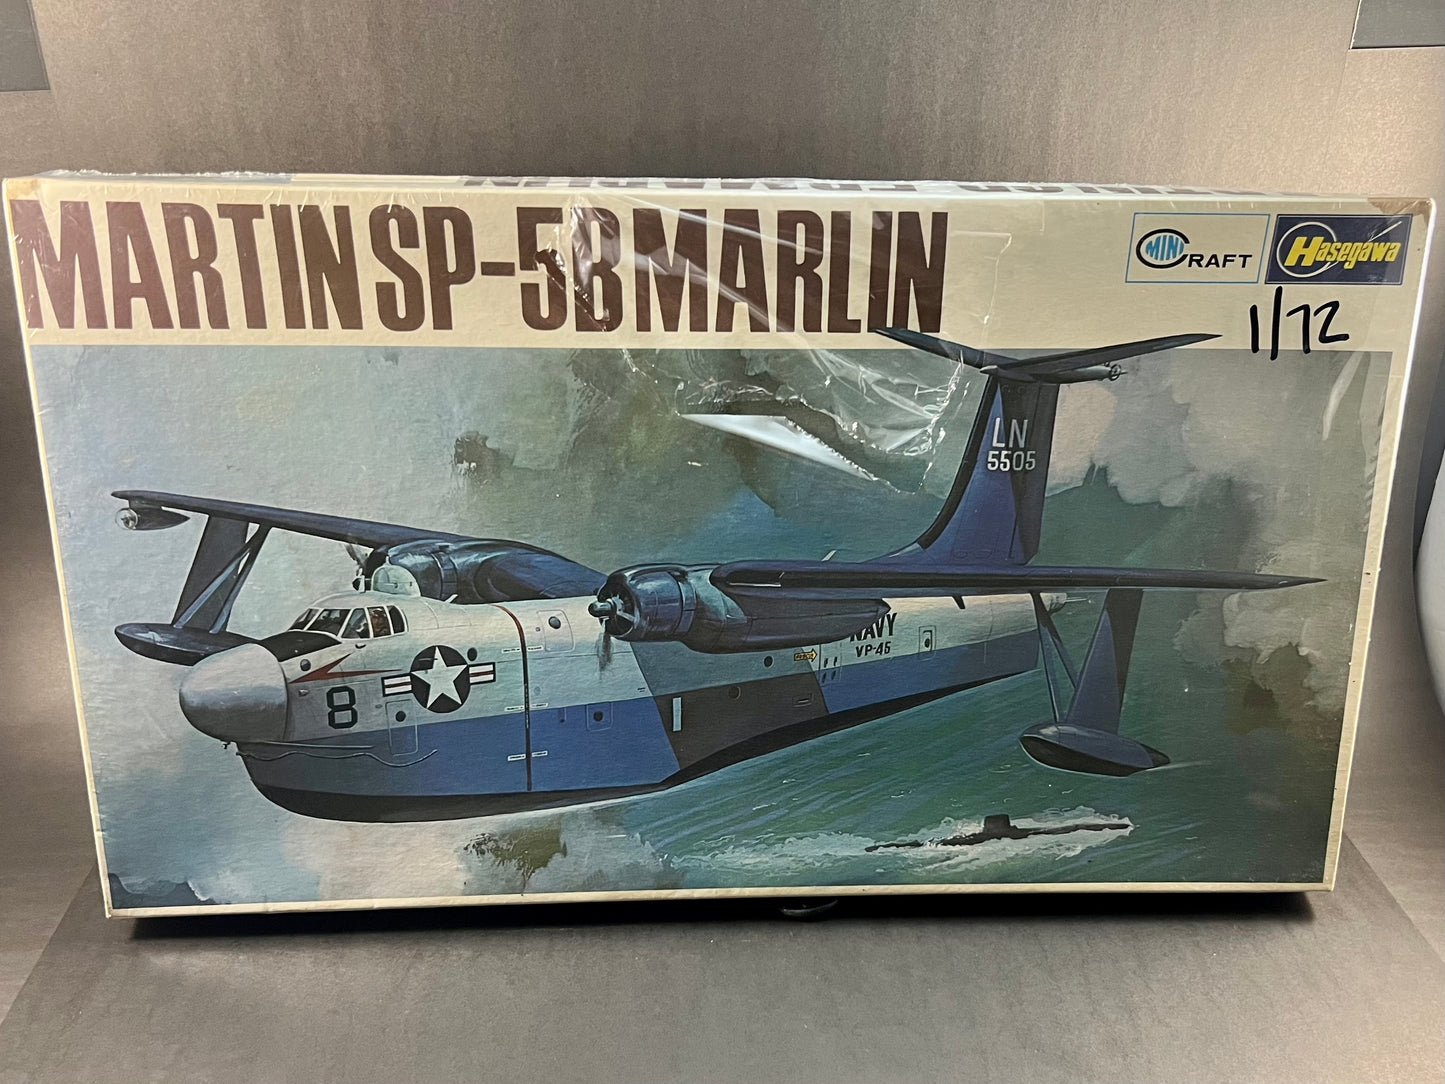 MARTIN SP-5B MARLIN
MINI CRAFT
Hasegawa
1/72
LN
5505
NAVY
VP-45
8